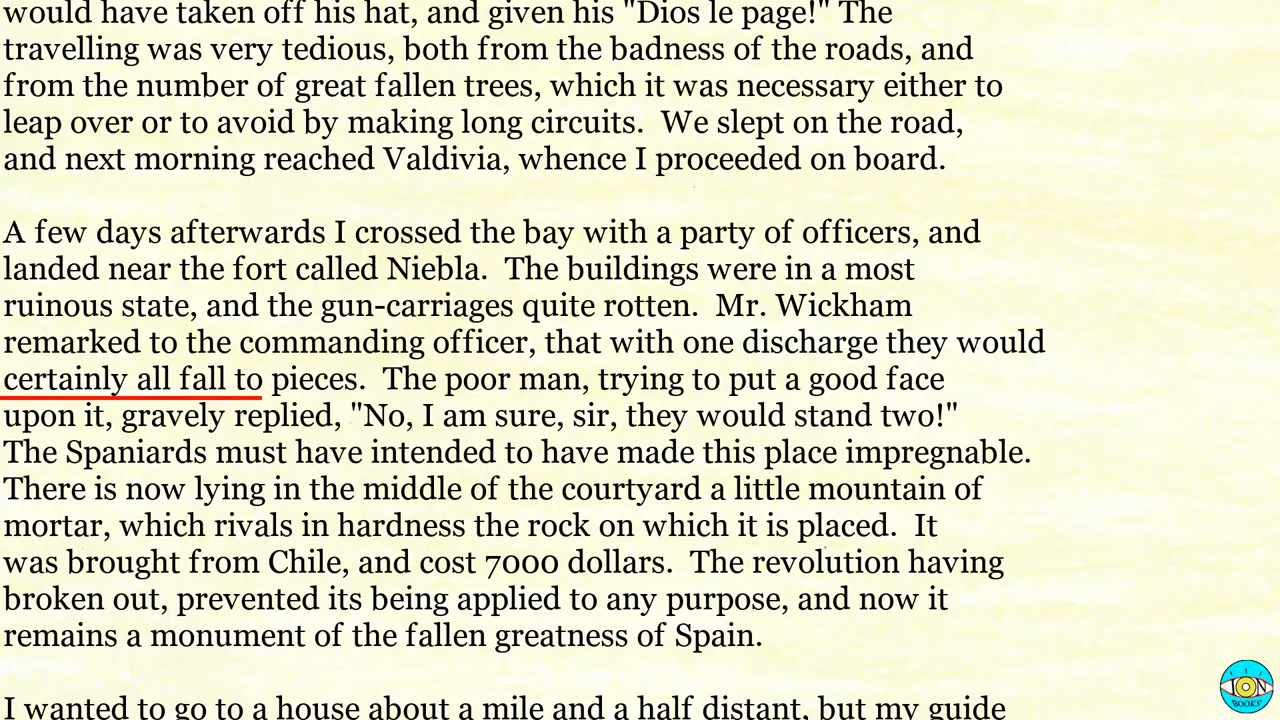 would have taken off his hat, and given his "Dios le page!" The
travelling was very tedious, both from the badness of the roads, and
from the number of great fallen trees, which it was necessary either to
leap over or to avoid by making long circuits.  We slept on the road,
and next morning reached Valdivia, whence I proceeded on board.

A few days afterwards I crossed the bay with a party of officers, and
landed near the fort called Niebla.  The buildings were in a most
ruinous state, and the gun-carriages quite rotten.  Mr. Wickham
remarked to the commanding officer, that with one discharge they would
certainly all fall to pieces.  The poor man, trying to put a good face
upon it, gravely replied, "No, I am sure, sir, they would stand two!"
The Spaniards must have intended to have made this place impregnable.
There is now lying in the middle of the courtyard a little mountain of
mortar, which rivals in hardness the rock on which it is placed.  It
was brought from Chile, and cost 7000 dollars.  The revolution having
broken out, prevented its being applied to any purpose, and now it
remains a monument of the fallen greatness of Spain.

I wanted to go to a house about a mile and a half distant, but my guide
ION
BOOKS